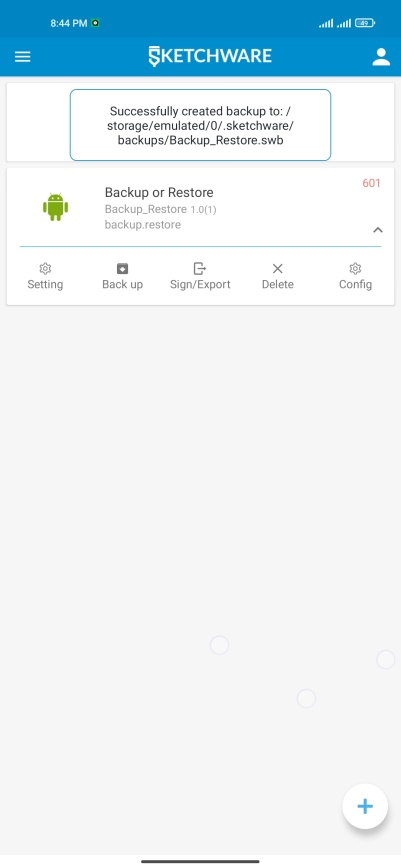 8:44 PM
49
SKETCHWARE
Successfully created backup to: /
storage/emulated/0/.sketchware/
backups/Backup_Restore.swb
601
Backup or Restore
Backup_Restore 1.0(1)
backup.restore
Setting
Back up
Sign/Export
Delete
Config